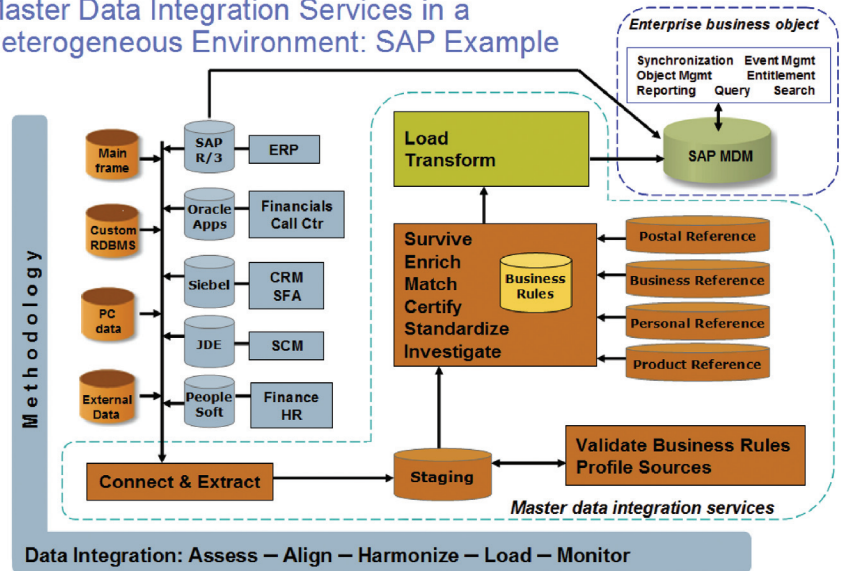 Master Data Integration Services in a
Heterogeneous Environment: SAP Example
Enterprise business object
Synchronization Event Mgmt
Object Mgmt Entitlement
Reporting Query Search
SAP MDM
Methodology
Main
frame
Custom
RDBMS
PC
data
External
Data
SAP
R/3
ERP
Oracle
Apps
Financials
Call Ctr
Siebel
CRM
SFA
JDE
SCM
People
Soft
Finance
HR
Load
Transform
Survive
Enrich
Match
Certify
Standardize
Investigate
Business
Rules
Postal Reference
Business Reference
Personal Reference
Product Reference
Connect & Extract
Staging
Validate Business Rules
Profile Sources
Master data integration services
Data Integration: Assess — Align — Harmonize — Load — Monitor